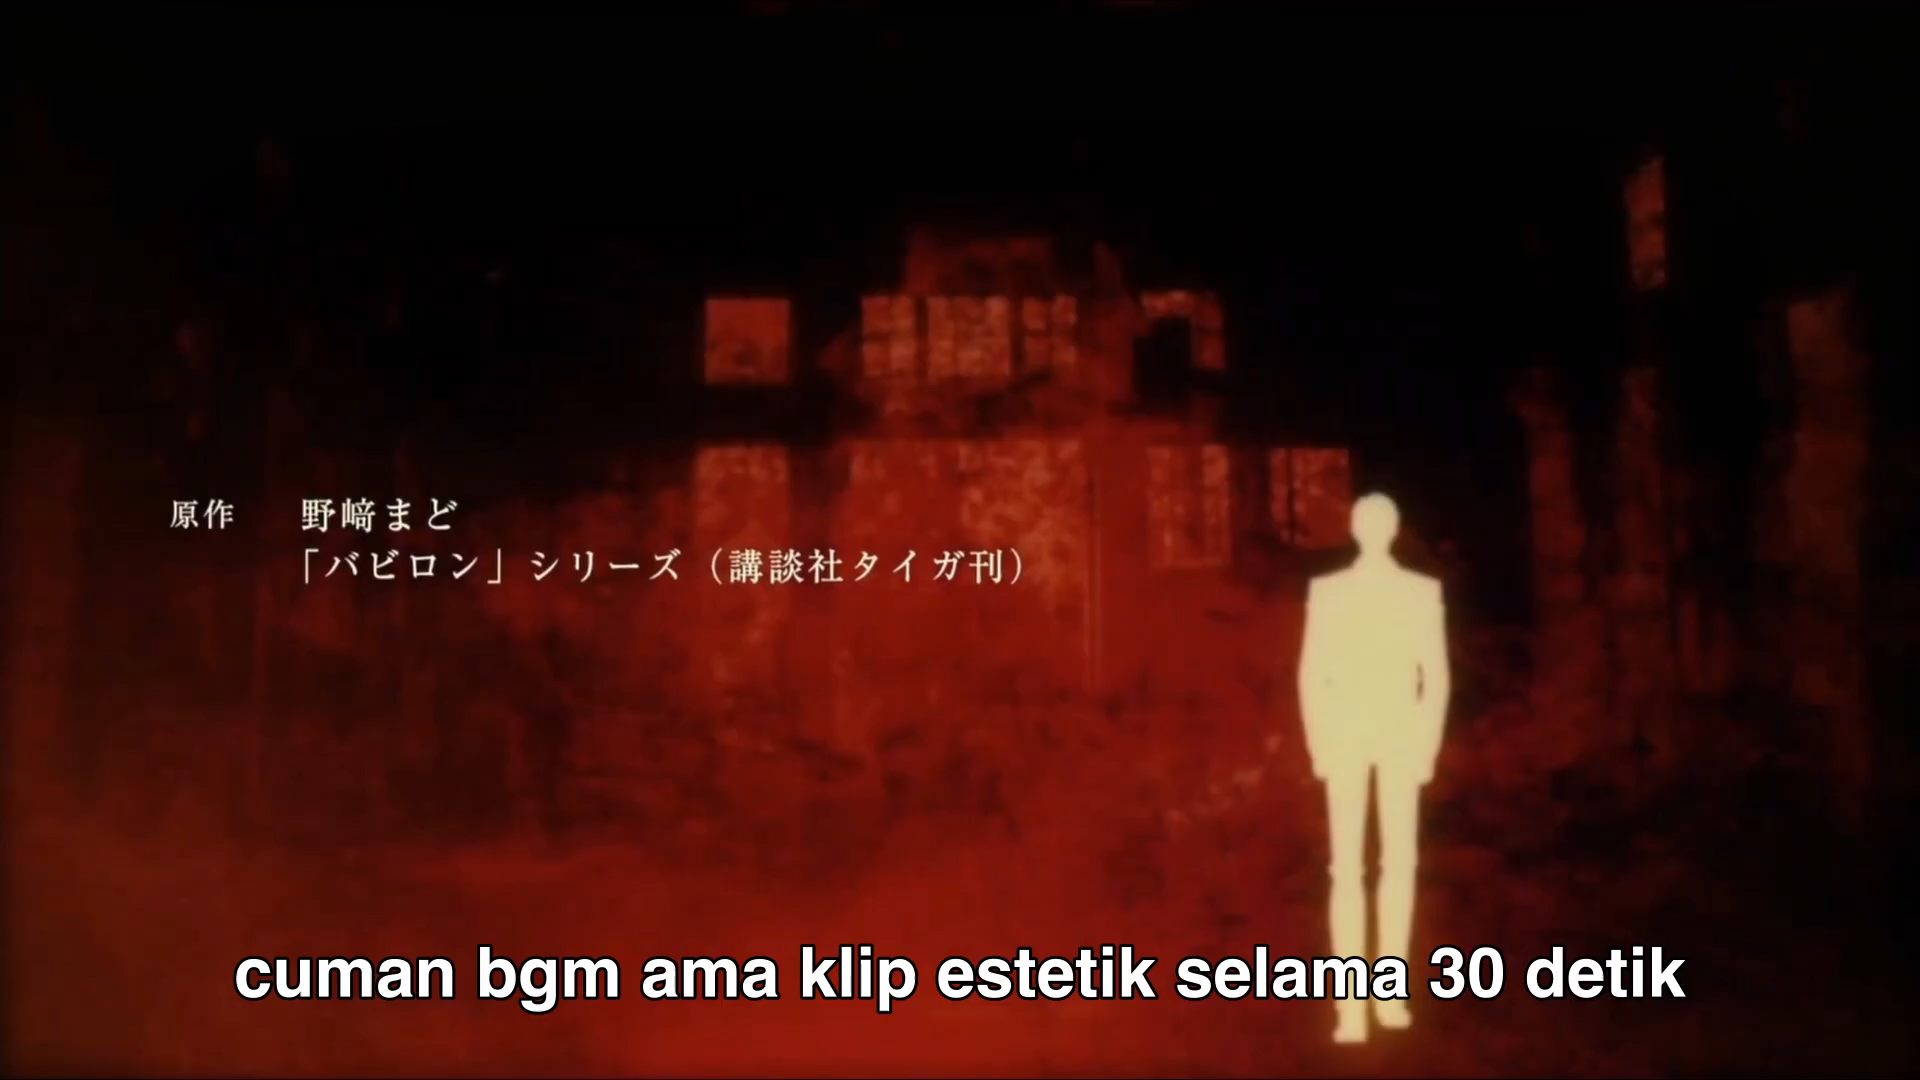 原作 野﨑まど
「バビロン」シリーズ（講談社タイガ刊）
cuman bgm ama klip estetik selama 30 detik